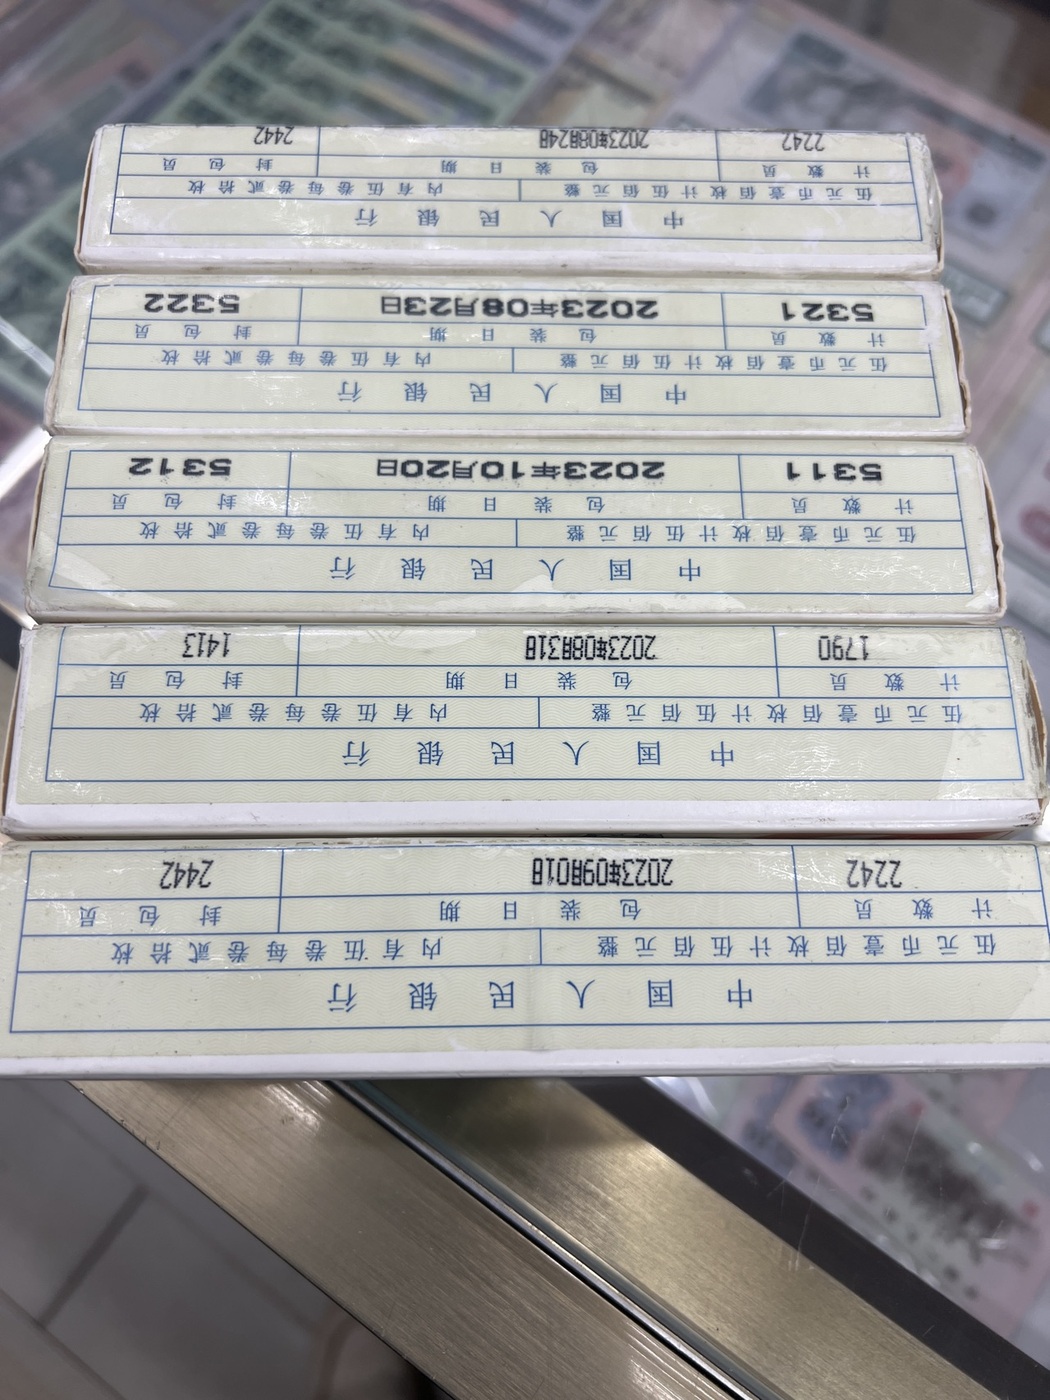 中国人民银行
伍元币壹佰枚计伍佰元整 内有伍卷每卷贰拾枚
计数员 包装日期 封包员
2242 2023年09月01日 2442
中国人民银行
伍元币壹佰枚计伍佰元整 内有伍卷每卷贰拾枚
计数员 包装日期 封包员
1790 2023年08月31日 1413
中国人民银行
伍元币壹佰枚计伍佰元整 内有伍卷每卷贰拾枚
计数员 包装日期 封包员
5311 2023年10月20日 5312
中国人民银行
伍元币壹佰枚计伍佰元整 内有伍卷每卷贰拾枚
计数员 包装日期 封包员
5321 2023年08月23日 5322
中国人民银行
伍元币壹佰枚计伍佰元整 内有伍卷每卷贰拾枚
计数员 包装日期 封包员
2242 2023年08月24日 2442